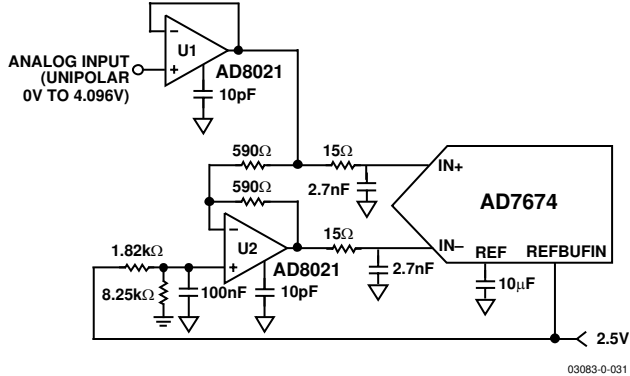 ANALOG INPUT
(UNIPOLAR
0V TO 4.096V)
−
U1
+
AD8021
10pF
590Ω
15Ω
590Ω
2.7nF
IN+
AD7674
15Ω
IN−
REF
REFBUFIN
−
U2
+
AD8021
1.82kΩ
8.25kΩ
100nF
10pF
2.7nF
10μF
2.5V
03083-0-031